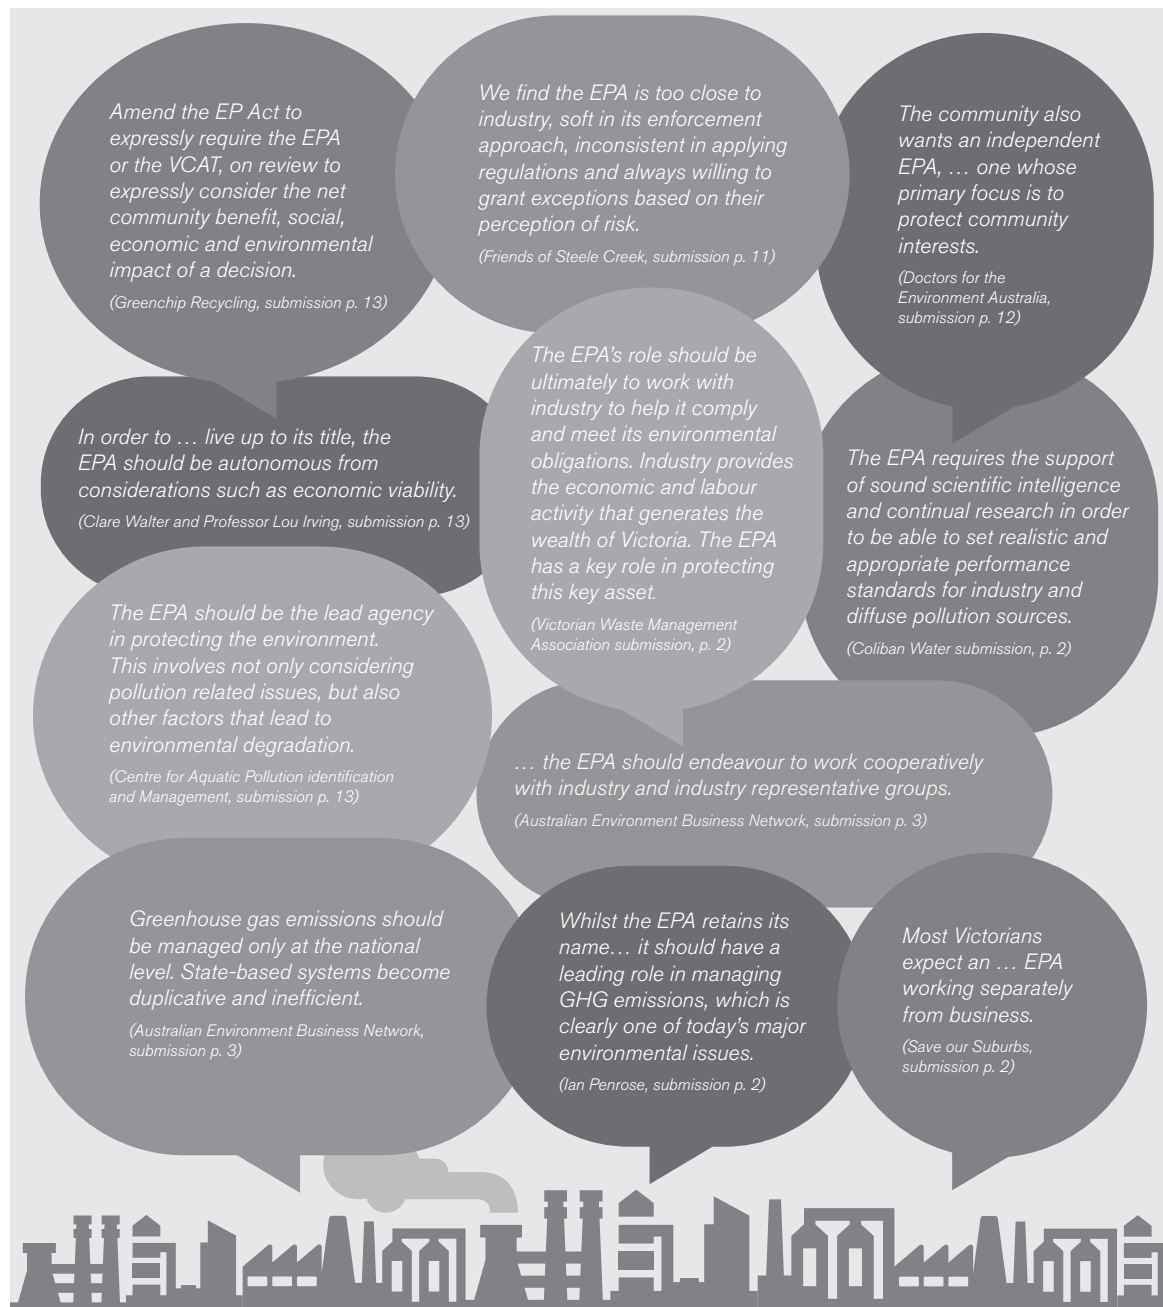 Amend the EP Act to
expressly require the EPA
or the VCAT, on review to
expressly consider the net
community benefit, social,
economic and environmental
impact of a decision.
(Greenchip Recycling, submission p. 13)
We find the EPA is too close to
industry, soft in its enforcement
approach, inconsistent in applying
regulations and always willing to
grant exceptions based on their
perception of risk.
(Friends of Steele Creek, submission p. 11)
The community also
wants an independent
EPA, … one whose
primary focus is to
protect community
interests.
(Doctors for the
Environment Australia,
submission p. 12)
In order to … live up to its title, the
EPA should be autonomous from
considerations such as economic viability.
(Clare Walter and Professor Lou Irving, submission p. 13)
The EPA’s role should be
ultimately to work with
industry to help it comply
and meet its environmental
obligations. Industry provides
the economic and labour
activity that generates the
wealth of Victoria. The EPA
has a key role in protecting
this key asset.
(Victorian Waste Management
Association submission, p. 2)
The EPA requires the support
of sound scientific intelligence
and continual research in order
to be able to set realistic and
appropriate performance
standards for industry and
diffuse pollution sources.
(Coliban Water submission, p. 2)
The EPA should be the lead agency
in protecting the environment.
This involves not only considering
pollution related issues, but also
other factors that lead to
environmental degradation.
(Centre for Aquatic Pollution identification
and Management, submission p. 13)
… the EPA should endeavour to work cooperatively
with industry and industry representative groups.
(Australian Environment Business Network, submission p. 3)
Greenhouse gas emissions should
be managed only at the national
level. State-based systems become
duplicative and inefficient.
(Australian Environment Business Network,
submission p. 3)
Whilst the EPA retains its
name… it should have a
leading role in managing
GHG emissions, which is
clearly one of today’s major
environmental issues.
(Ian Penrose, submission p. 2)
Most Victorians
expect an … EPA
working separately
from business.
(Save our Suburbs,
submission p. 2)